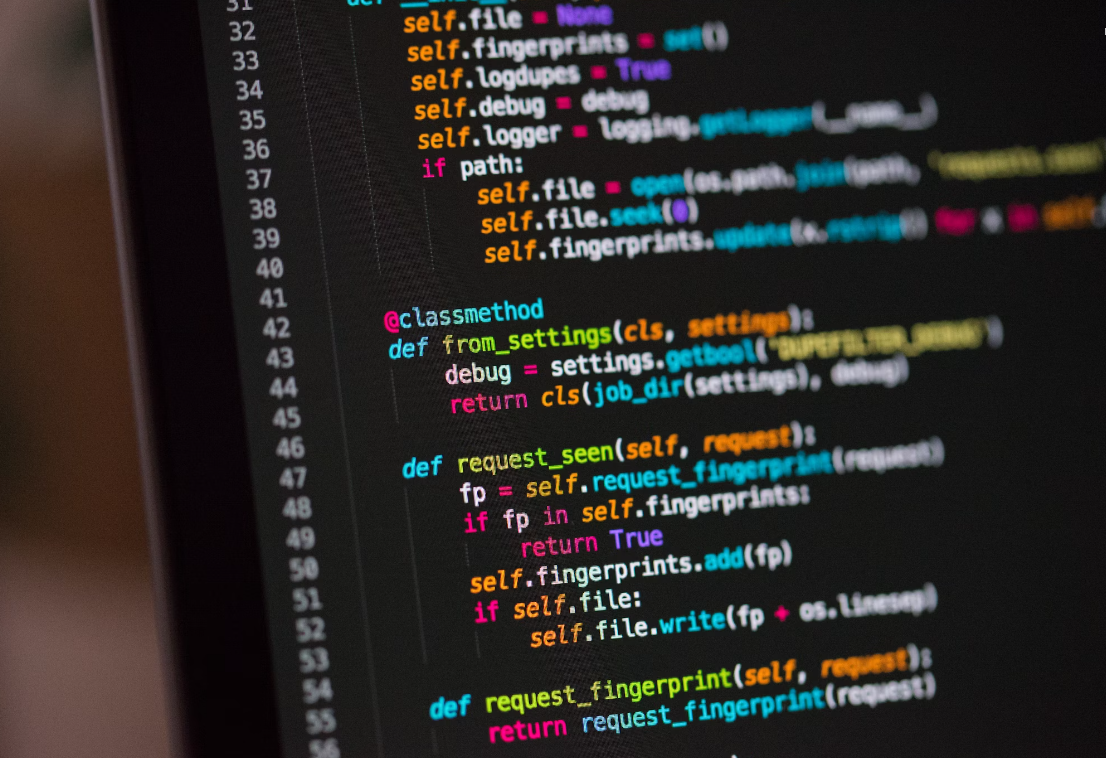 31 def __init__
32 self.file = None
33 self.fingerprints = set()
34 self.logdupes = True
35 self.debug = debug
36 self.logger = logging.getLogger(__name__)
37 if path:
38 self.file = open(os.path.join(path, 'requests.seen'
39 self.file.seek(0)
40 self.fingerprints.update(x.rstrip() for x in self.
41
42 @classmethod
43 def from_settings(cls, settings):
44 debug = settings.getbool('DUPEFILTER_DEBUG')
45 return cls(job_dir(settings), debug)
46
47 def request_seen(self, request):
48 fp = self.request_fingerprint(request)
49 if fp in self.fingerprints:
50 return True
51 self.fingerprints.add(fp)
52 if self.file:
53 self.file.write(fp + os.linesep)
54
55 def request_fingerprint(self, request):
56 return request_fingerprint(request)